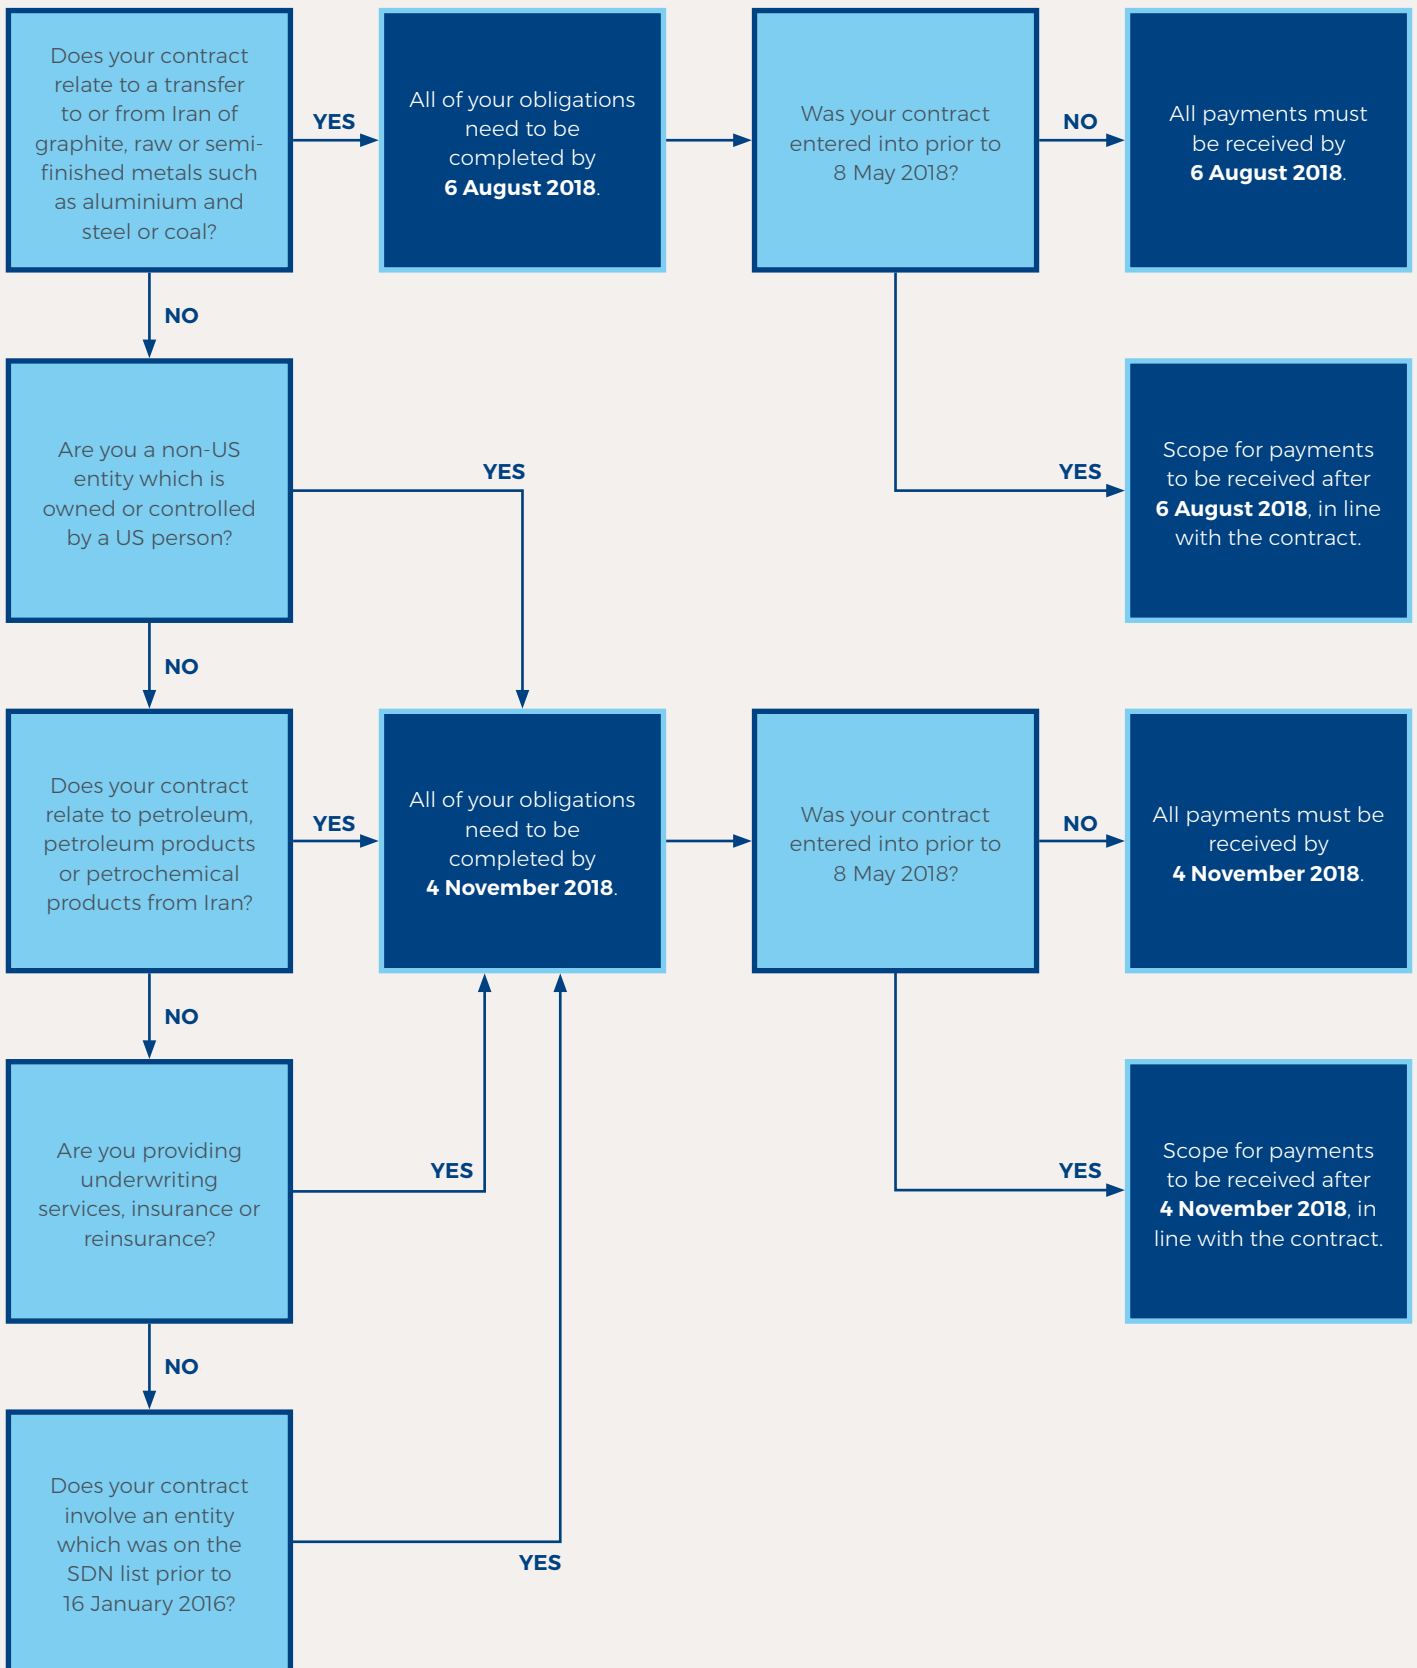 Does your contract
relate to a transfer
to or from Iran of
graphite, raw or semi-
finished metals such
as aluminium and
steel or coal?
YES
All of your obligations
need to be
completed by
6 August 2018.
Was your contract
entered into prior to
8 May 2018?
NO
All payments must
be received by
6 August 2018.
NO
Are you a non-US
entity which is
owned or controlled
by a US person?
YES
YES
Scope for payments
to be received after
6 August 2018, in line
with the contract.
NO
Does your contract
relate to petroleum,
petroleum products
or petrochemical
products from Iran?
YES
All of your obligations
need to be
completed by
4 November 2018.
Was your contract
entered into prior to
8 May 2018?
NO
All payments must be
received by
4 November 2018.
NO
Are you providing
underwriting
services, insurance or
reinsurance?
YES
YES
Scope for payments
to be received after
4 November 2018, in
line with the contract.
NO
Does your contract
involve an entity
which was on the
SDN list prior to
16 January 2016?
YES